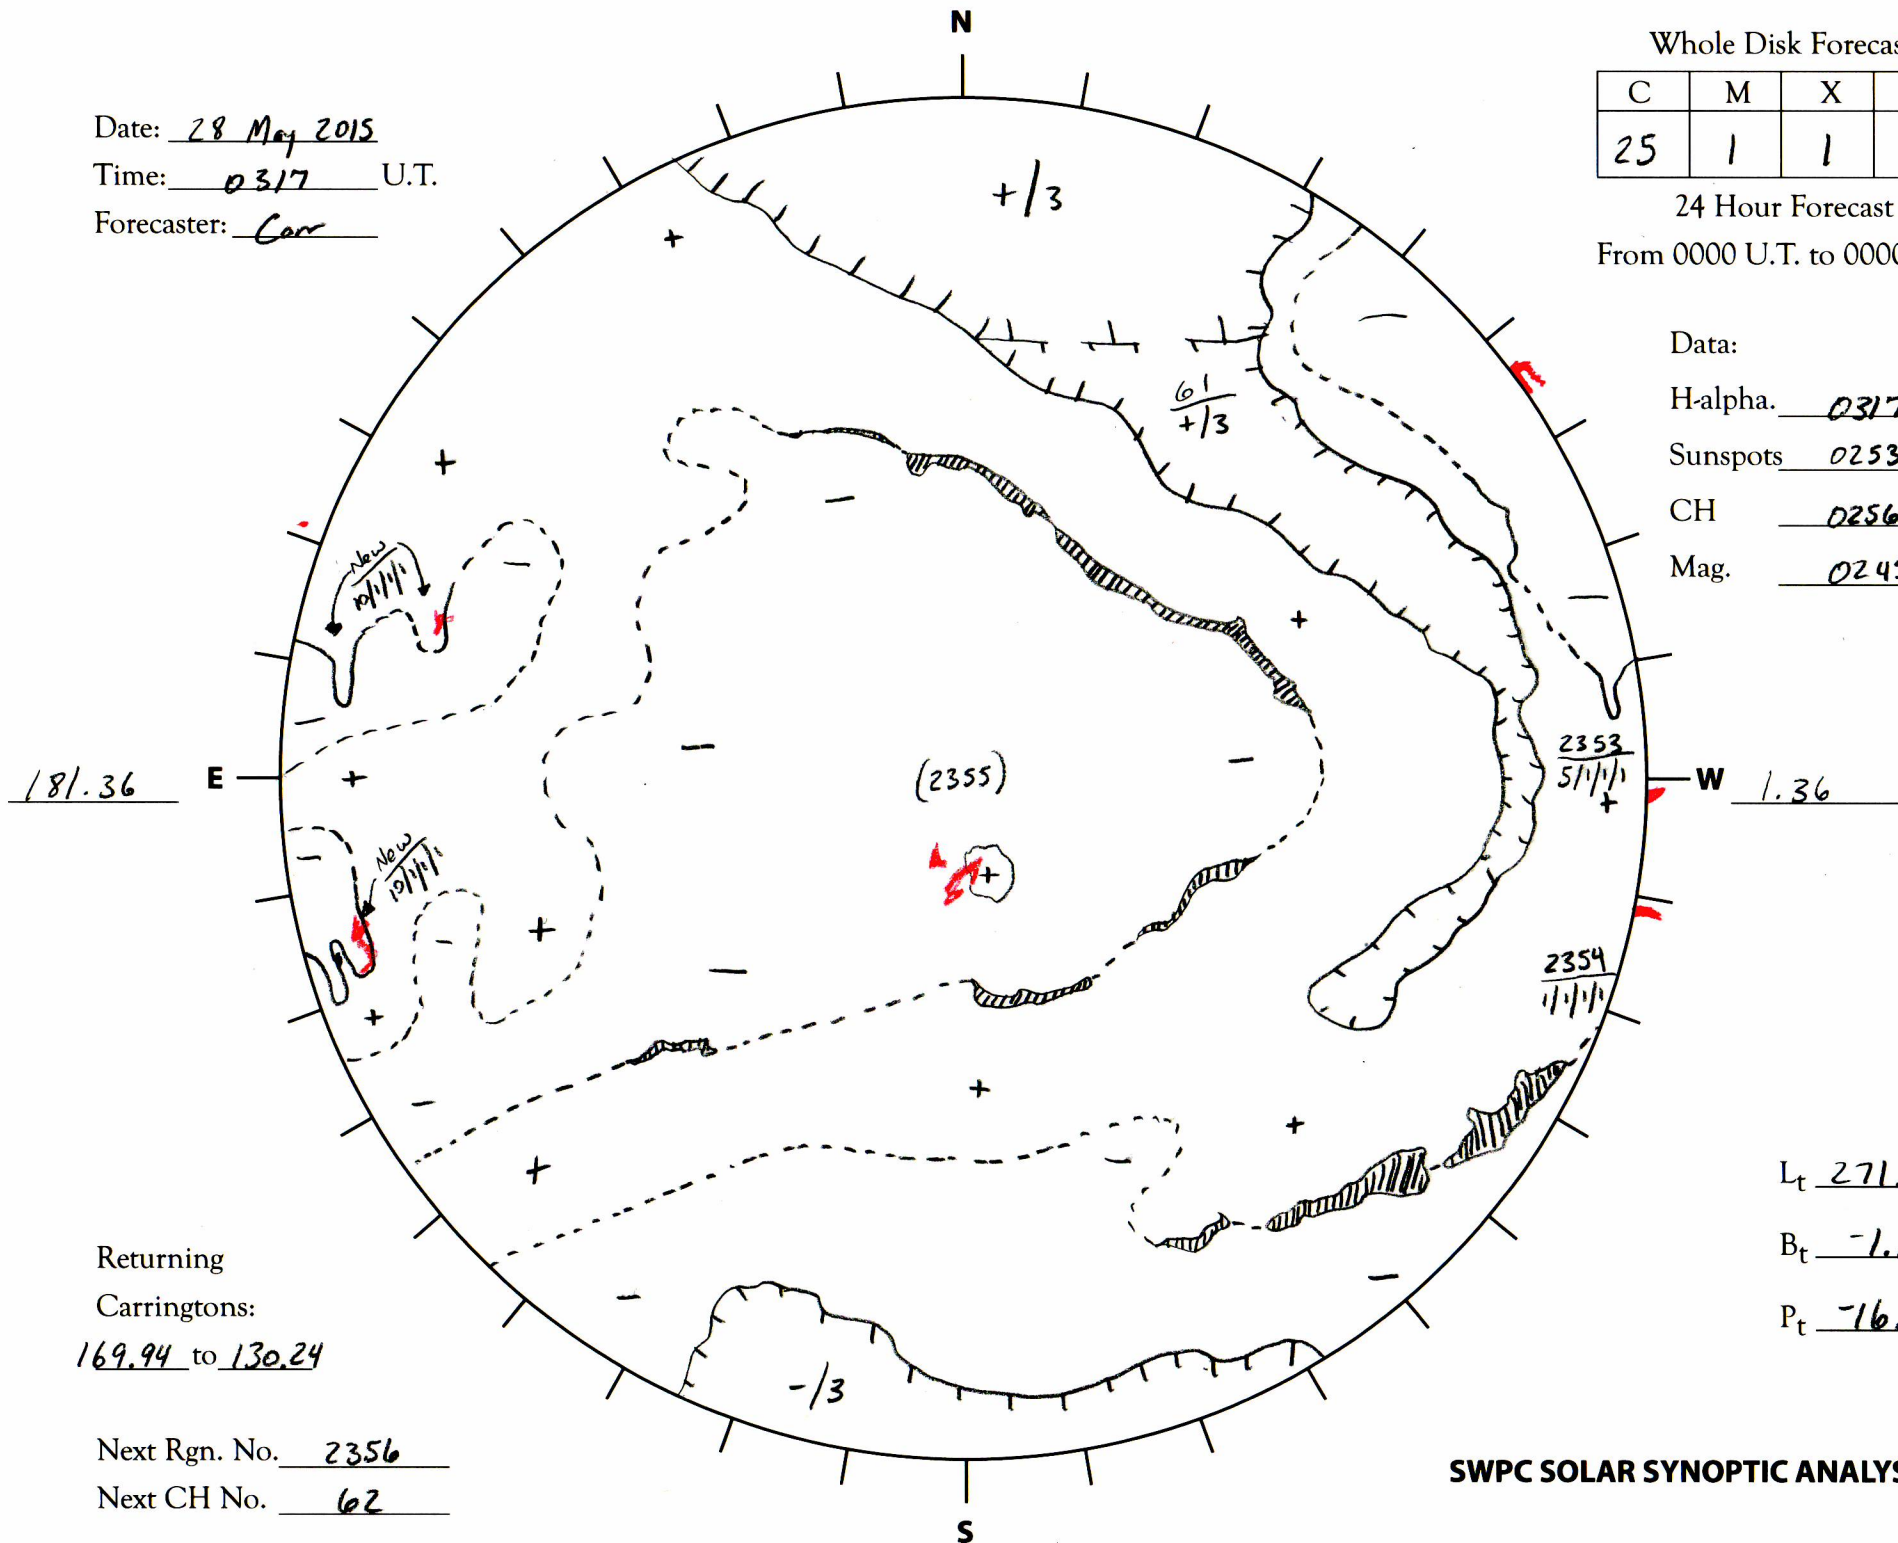 N
Whole Disk Forecas
C M X
25 1 1
24 Hour Forecast
From 0000 U.T. to 0000
Date: 28 May 2015
Time: 0317 U.T.
Forecaster:
+/3
+
Data:
H-alpha. 0317
Sunspots 0253
CH 0256
Mag. 024
61
+/3
+
New
10/1/1/1
+
2353
5/1/1/1
(2355)
181.36 E
W 1.36
+
+
+
New
10/1/1/1
+
2354
1/1/1/1
+
+
+
+
Lt 271.
Bt -1.
Pt -16.
Returning
Carringtons:
169.94 to 130.24
-/3
Next Rgn. No. 2356
Next CH No. 62
SWPC SOLAR SYNOPTIC ANALYS
S